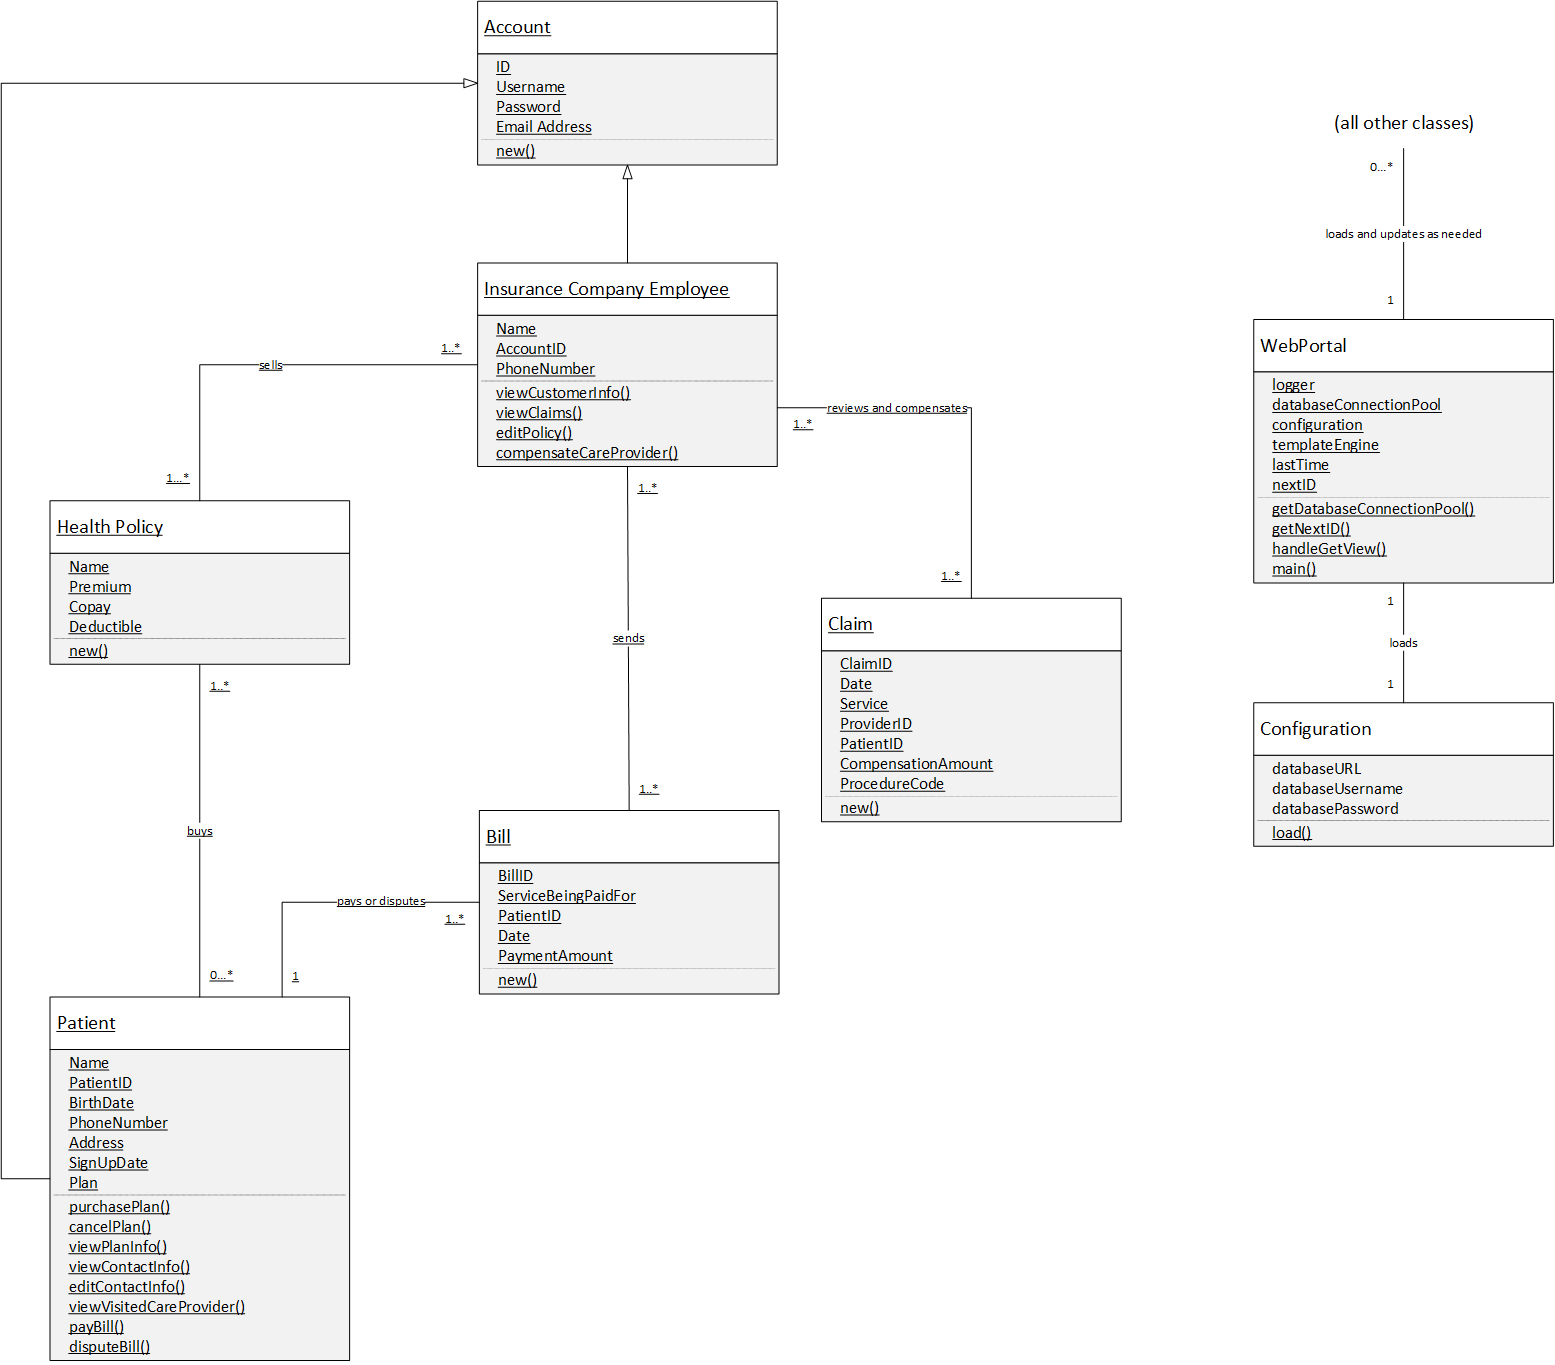 Account
ID
Username
Password
Email Address
new()
(all other classes)
0...*
loads and updates as needed
1
Insurance Company Employee
Name
AccountID
PhoneNumber
viewCustomerInfo()
viewClaims()
editPolicy()
compensateCareProvider()
1..*
sells
1...*
reviews and compensates
1..*
1..*
WebPortal
logger
databaseConnectionPool
configuration
templateEngine
lastTime
nextID
getDatabaseConnectionPool()
getNextID()
handleGetView()
main()
1
loads
1
Health Policy
Name
Premium
Copay
Deductible
new()
1..*
sends
1..*
Claim
ClaimID
Date
Service
ProviderID
PatientID
CompensationAmount
ProcedureCode
new()
Configuration
databaseURL
databaseUsername
databasePassword
load()
1..*
buys
0...*
Bill
BillID
ServiceBeingPaidFor
PatientID
Date
PaymentAmount
new()
pays or disputes
1..*
1
Patient
Name
PatientID
BirthDate
PhoneNumber
Address
SignUpDate
Plan
purchasePlan()
cancelPlan()
viewPlanInfo()
viewContactInfo()
editContactInfo()
viewVisitedCareProvider()
payBill()
disputeBill()